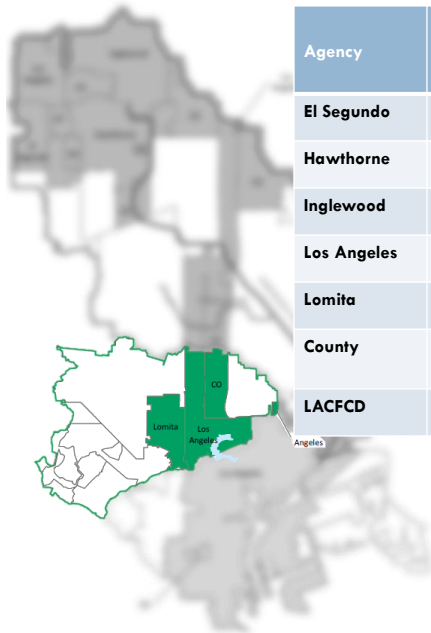 Agency
El Segundo
Hawthorne
Inglewood
Los Angeles
Lomita
County
LACFCD
CO
Lomita
Los
Angeles
Angeles